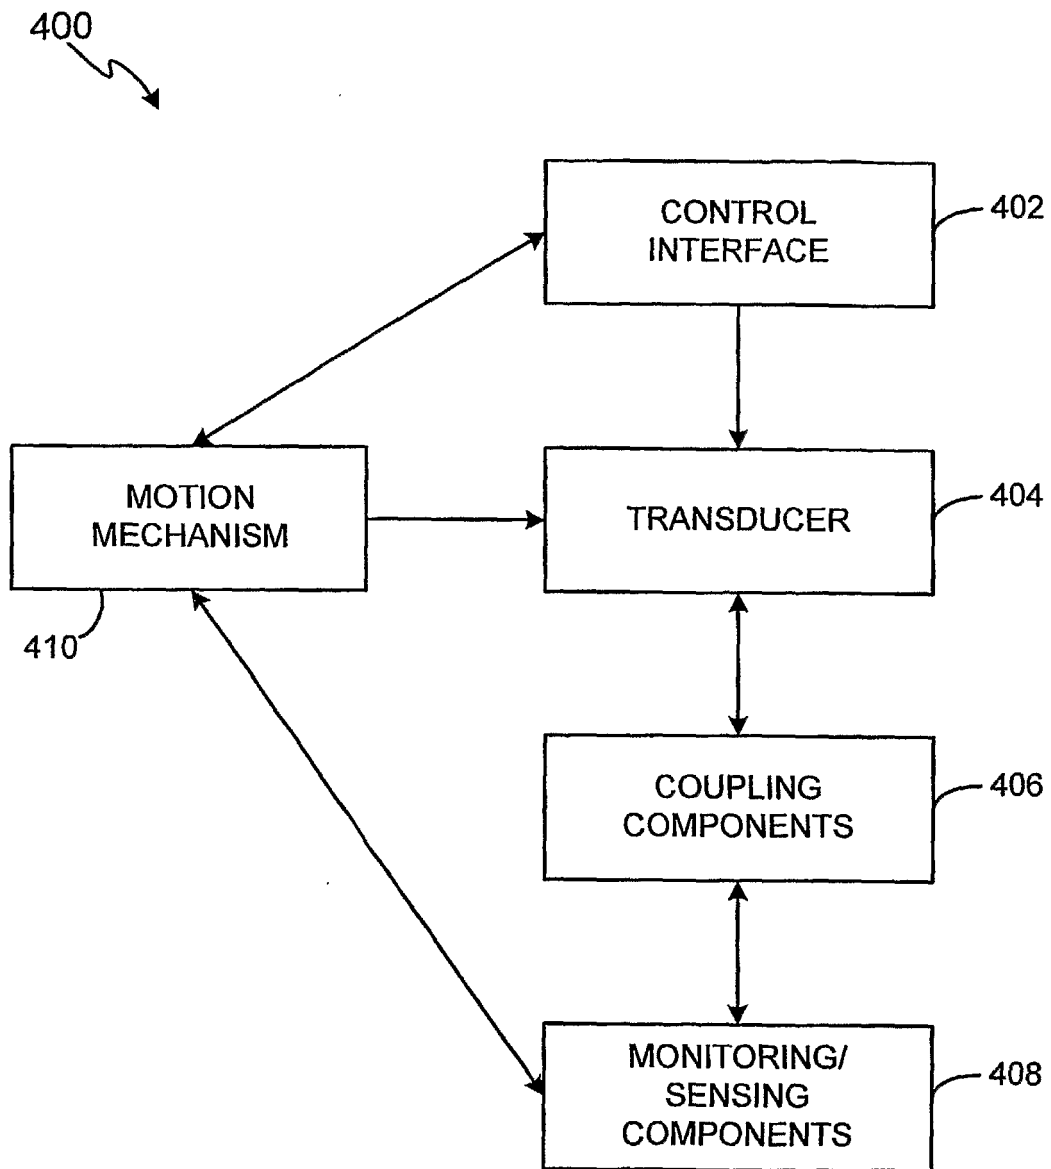 400
CONTROL
INTERFACE
402
MOTION
MECHANISM
410
TRANSDUCER
404
COUPLING
COMPONENTS
406
MONITORING/
SENSING
COMPONENTS
408